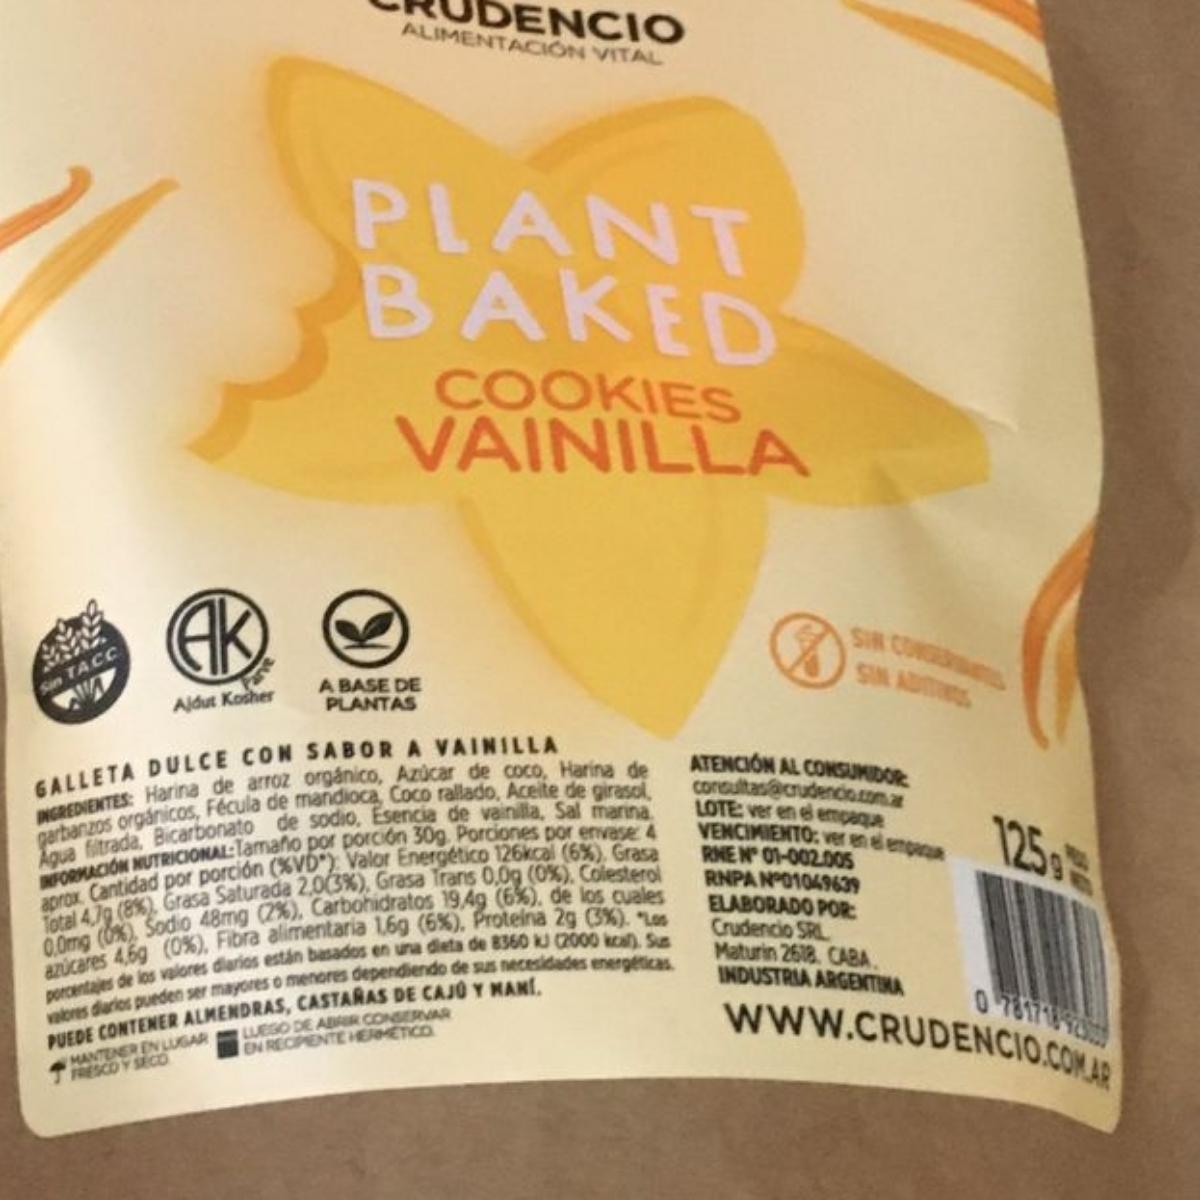 CRUDENCIO
ALIMENTACIÓN VITAL
PLANT
BAKED
COOKIES
VAINILLA
Sin T.A.C.C
AK
Parve
Ajdut Kosher
A BASE DE
PLANTAS
SIN CONSERVANTES
SIN ADITIVOS
GALLETA DULCE CON SABOR A VAINILLA
INGREDIENTES: Harina de arroz orgánico, Azúcar de coco, Harina de
garbanzos orgánicos, Fécula de mandioca, Coco rallado, Aceite de girasol,
Agua filtrada, Bicarbonato de sodio, Esencia de vainilla, Sal marina.
INFORMACIÓN NUTRICIONAL: Tamaño por porción 30g. Porciones por envase: 4
aprox. Cantidad por porción (%VD*): Valor Energético 126kcal (6%). Grasa
Total 4,7g (8%), Grasa Saturada 2,0(3%), Grasa Trans 0,0g (0%), Colesterol
0,0mg (0%), Sodio 48mg (2%), Carbohidratos 19,4g (6%), de los cuales
azúcares 4,6g (0%), Fibra alimentaria 1,6g (6%), Proteína 2g (3%). *Los
porcentajes de los valores diarios están basados en una dieta de 8360 kJ (2000 kcal). Sus
valores diarios pueden ser mayores o menores dependiendo de sus necesidades energéticas.
PUEDE CONTENER ALMENDRAS, CASTAÑAS DE CAJÚ Y MANÍ.
MANTENER EN LUGAR
FRESCO Y SECO.
LUEGO DE ABRIR CONSERVAR
EN RECIPIENTE HERMÉTICO.
ATENCIÓN AL CONSUMIDOR:
consultas@crudencio.com.ar
LOTE: ver en el empaque
VENCIMIENTO: ver en el empaque
RNE Nº 01-002.005
RNPA Nº01049639
ELABORADO POR:
Crudencio SRL.
Maturin 2618. CABA.
INDUSTRIA ARGENTINA
125g PESO
NETO
0 781718
WWW.CRUDENCIO.COM.AR